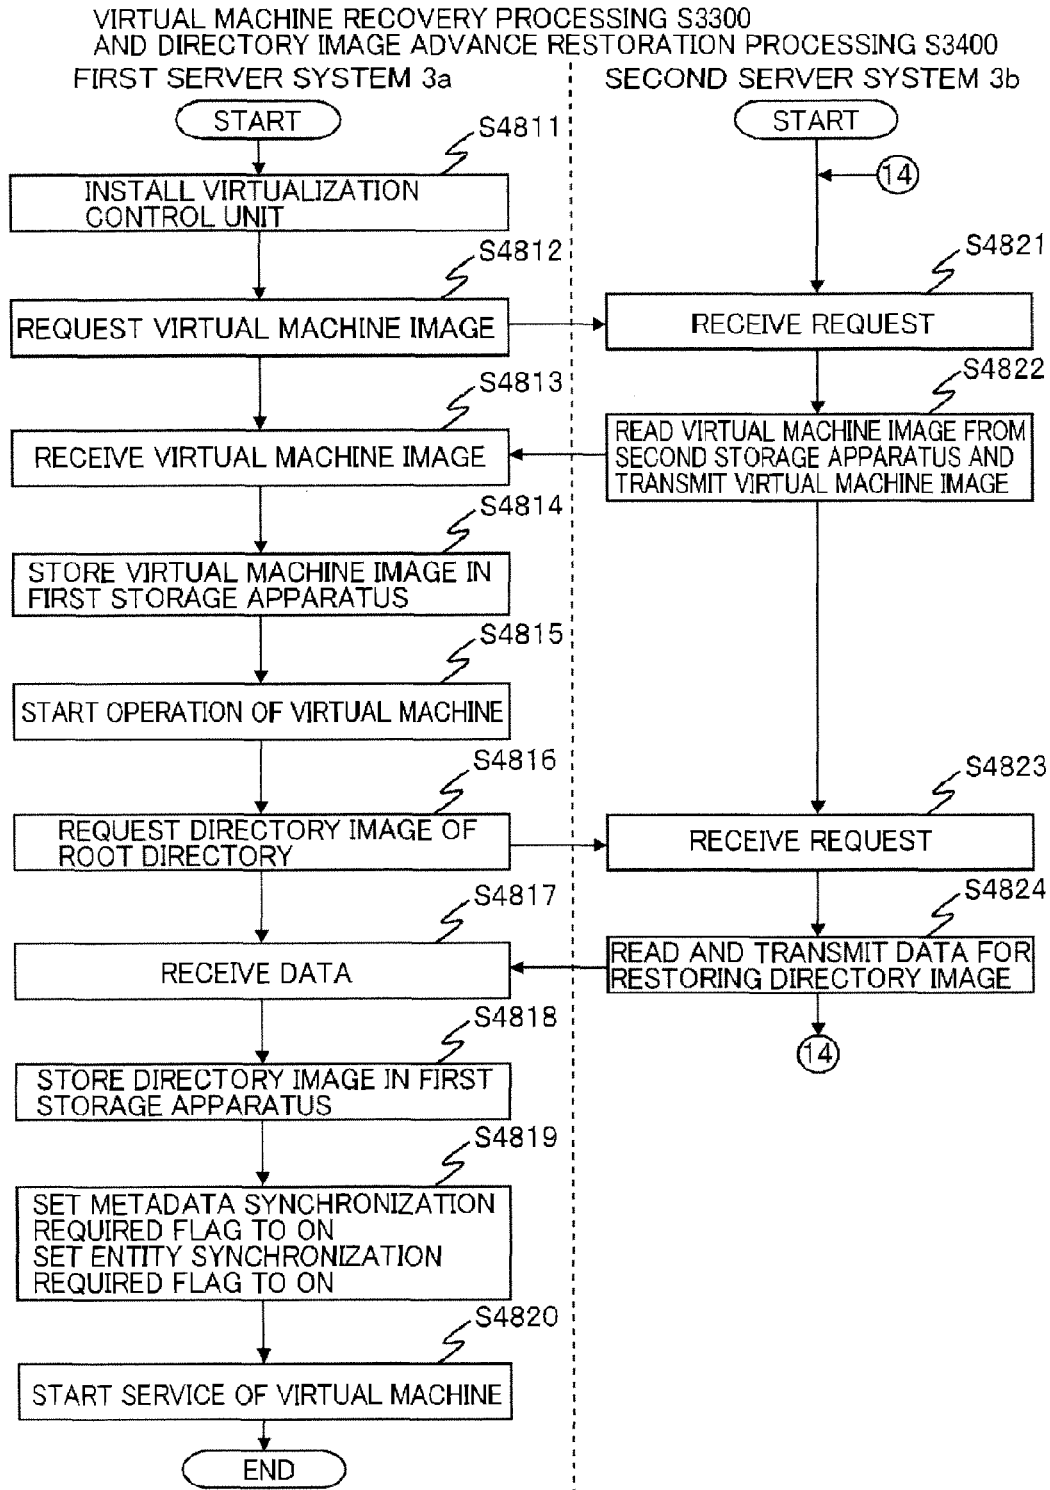 VIRTUAL MACHINE RECOVERY PROCESSING S3300
AND DIRECTORY IMAGE ADVANCE RESTORATION PROCESSING S3400
FIRST SERVER SYSTEM 3a
START
S4811
INSTALL VIRTUALIZATION
CONTROL UNIT
S4812
REQUEST VIRTUAL MACHINE IMAGE
S4813
RECEIVE VIRTUAL MACHINE IMAGE
S4814
STORE VIRTUAL MACHINE IMAGE IN
FIRST STORAGE APPARATUS
S4815
START OPERATION OF VIRTUAL MACHINE
S4816
REQUEST DIRECTORY IMAGE OF
ROOT DIRECTORY
S4817
RECEIVE DATA
S4818
STORE DIRECTORY IMAGE IN FIRST
STORAGE APPARATUS
S4819
SET METADATA SYNCHRONIZATION
REQUIRED FLAG TO ON
SET ENTITY SYNCHRONIZATION
REQUIRED FLAG TO ON
S4820
START SERVICE OF VIRTUAL MACHINE
END
SECOND SERVER SYSTEM 3b
START
14
S4821
RECEIVE REQUEST
S4822
READ VIRTUAL MACHINE IMAGE FROM
SECOND STORAGE APPARATUS AND
TRANSMIT VIRTUAL MACHINE IMAGE
S4823
RECEIVE REQUEST
S4824
READ AND TRANSMIT DATA FOR
RESTORING DIRECTORY IMAGE
14